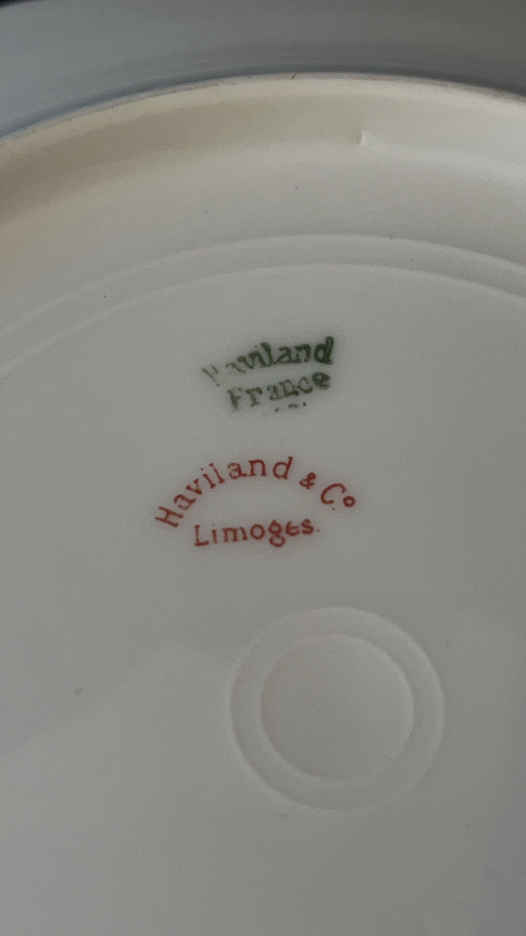 Haviland
France
Haviland & Co
Limoges.